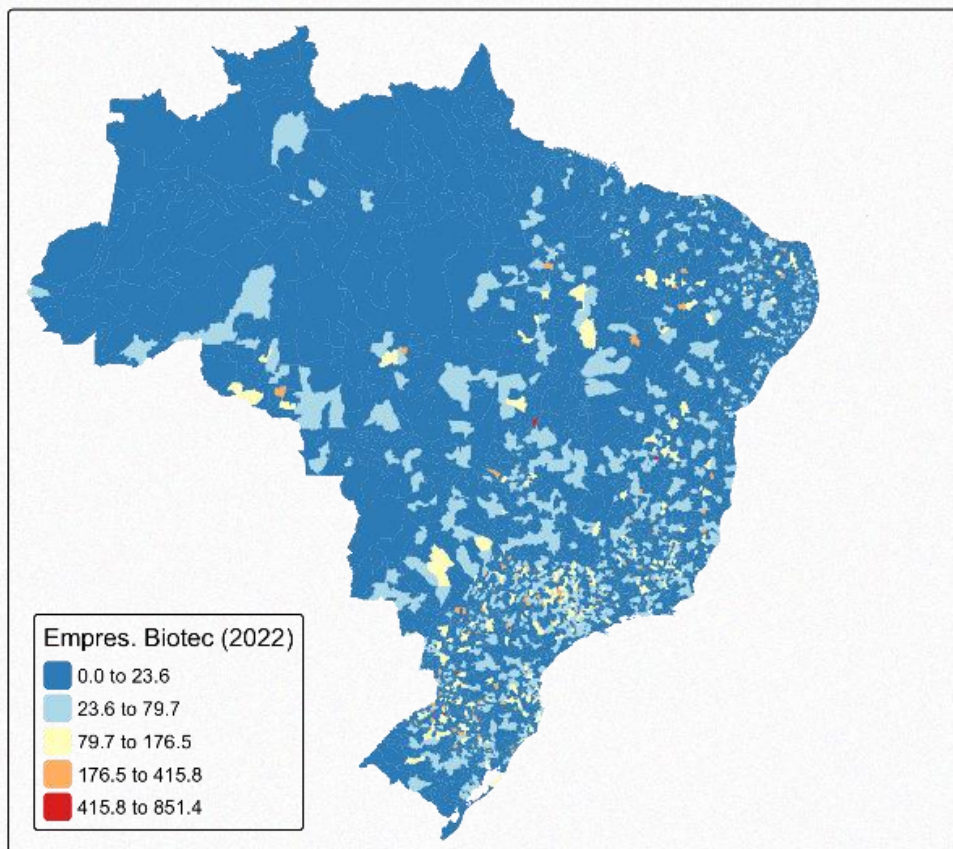 Empres. Biotec (2022)
0.0 to 23.6
23.6 to 79.7
79.7 to 176.5
176.5 to 415.8
415.8 to 851.4